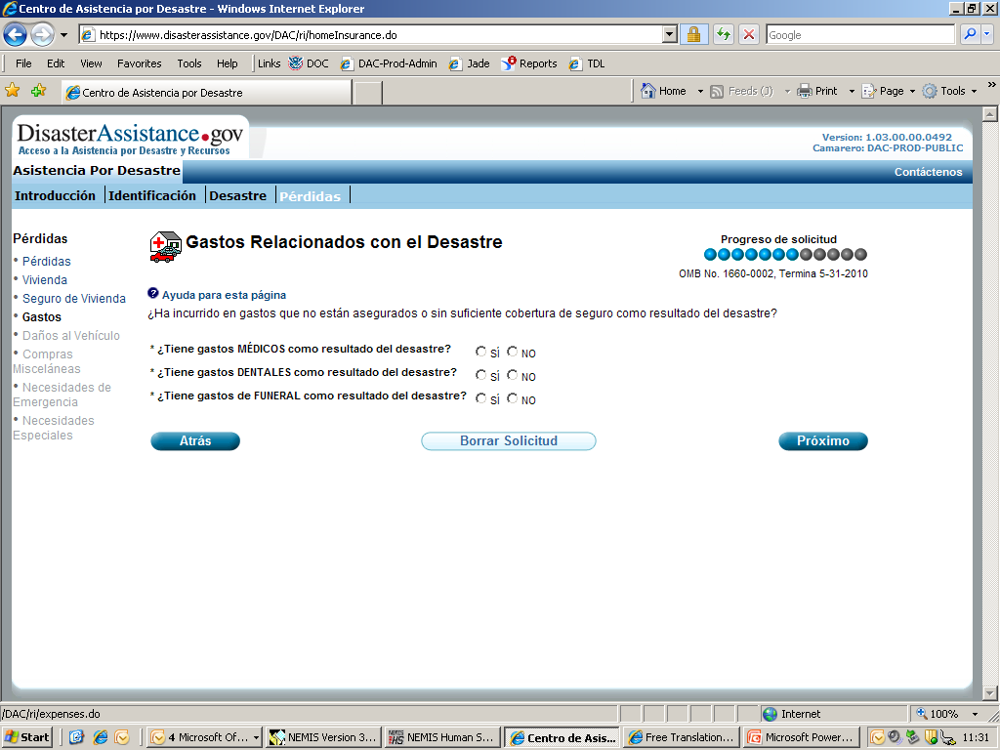 Centro de Asistencia por Desastre - Windows Internet Explorer
https://www.disasterassistance.gov/DAC/ri/homeInsurance.do
Google
File Edit View Favorites Tools Help Links DOC DAC-Prod-Admin Jade Reports TDL
Centro de Asistencia por Desastre Home Feeds (J) Print Page Tools »
DisasterAssistance.gov
Acceso a la Asistencia por Desastre y Recursos
Version: 1.03.00.00.0492
Camarero: DAC-PROD-PUBLIC
Asistencia Por Desastre Contáctenos
Introducción Identificación Desastre Pérdidas
Pérdidas
• Pérdidas
• Vivienda
• Seguro de Vivienda
• Gastos
• Daños al Vehículo
• Compras
Misceláneas
• Necesidades de
Emergencia
• Necesidades
Especiales
Gastos Relacionados con el Desastre
Progreso de solicitud
OMB No. 1660-0002, Termina 5-31-2010
? Ayuda para esta página
¿Ha incurrido en gastos que no están asegurados o sin suficiente cobertura de seguro como resultado del desastre?
* ¿Tiene gastos MÉDICOS como resultado del desastre? SÍ NO
* ¿Tiene gastos DENTALES como resultado del desastre? SÍ NO
* ¿Tiene gastos de FUNERAL como resultado del desastre? SÍ NO
Atrás Borrar Solicitud Próximo
/DAC/ri/expenses.do Internet 100%
Start 4 Microsoft Of... NEMIS Version 3... NEMIS Human S... Centro de Asis... Free Translation... Microsoft Power... 11:31